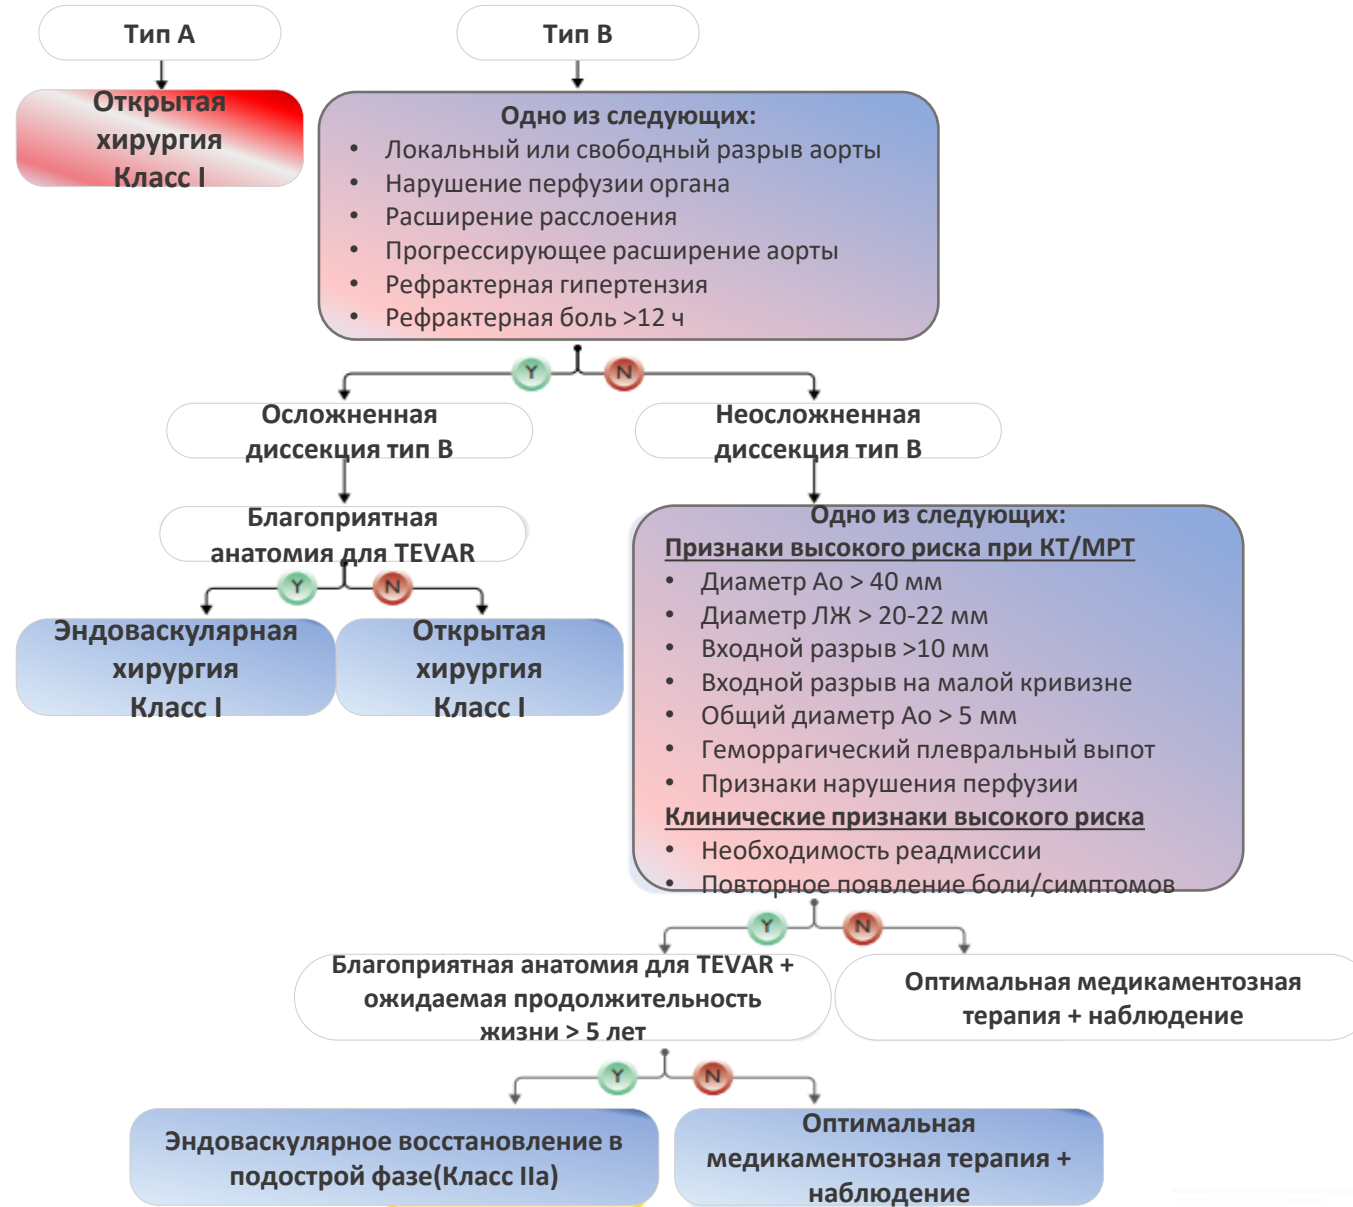 Тип А
Тип В
Открытая
хирургия
Класс I
Одно из следующих:
• Локальный или свободный разрыв аорты
• Нарушение перфузии органа
• Расширение расслоения
• Прогрессирующее расширение аорты
• Рефрактерная гипертензия
• Рефрактерная боль >12 ч
Y
N
Осложненная
диссекция тип В
Неосложненная
диссекция тип В
Благоприятная
анатомия для TEVAR
Y
N
Эндоваскулярная
хирургия
Класс I
Открытая
хирургия
Класс I
Одно из следующих:
Признаки высокого риска при КТ/МРТ
• Диаметр Ао > 40 мм
• Диаметр ЛЖ > 20-22 мм
• Входной разрыв >10 мм
• Входной разрыв на малой кривизне
• Общий диаметр Ао > 5 мм
• Геморрагический плевральный выпот
• Признаки нарушения перфузии
Клинические признаки высокого риска
• Необходимость реадмиссии
• Повторное появление боли/симптомов
Y
N
Благоприятная анатомия для TEVAR +
ожидаемая продолжительность
жизни > 5 лет
Оптимальная медикаментозная
терапия + наблюдение
Y
N
Эндоваскулярное восстановление в
подострой фазе(Класс IIa)
Оптимальная
медикаментозная терапия +
наблюдение